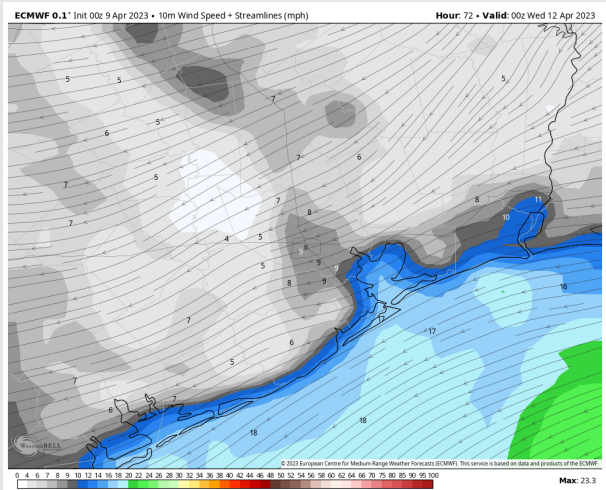 ECMWF 0.1° Init 00z 9 Apr 2023 • 10m Wind Speed + Streamlines (mph)
Hour: 72 • Valid: 00z Wed 12 Apr 2023
5 5 5
7
5
6
7 6
5
7
7 8 8 11
10
7
4 5
9
5 9 9
8 9
16
7 17
17
6
5
7
7
6
18
18
WeatherBELL
© 2023 European Centre for Medium-Range Weather Forecasts (ECMWF). This service is based on data and products of the ECMWF.
0 4 6 7 8 9 10 12 14 16 18 20 22 24 26 28 30 32 34 36 38 40 42 44 46 48 50 52 54 56 58 60 65 70 75 80 85 90 95 100
Max: 23.3